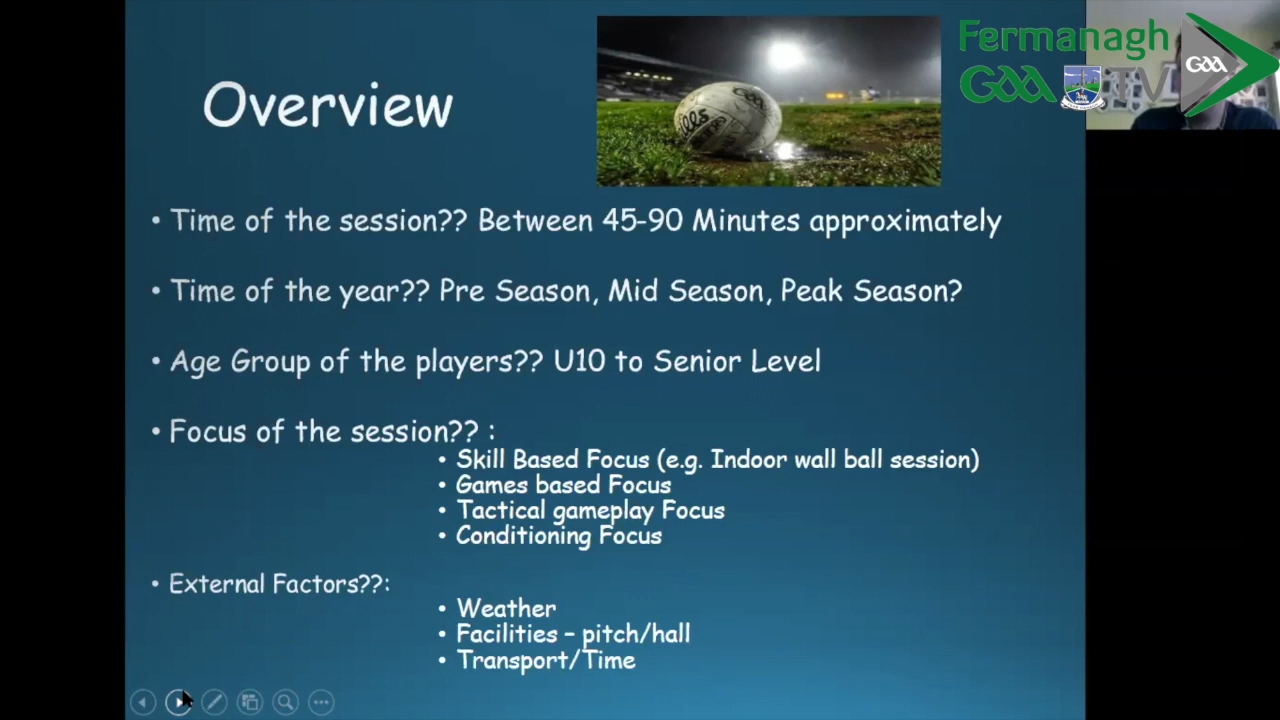 Fermanagh
GAA TV
GAA
Overview
• Time of the session?? Between 45-90 Minutes approximately
• Time of the year?? Pre Season, Mid Season, Peak Season?
• Age Group of the players?? U10 to Senior Level
• Focus of the session?? :
• Skill Based Focus (e.g. Indoor wall ball session)
• Games based Focus
• Tactical gameplay Focus
• Conditioning Focus
• External Factors??:
• Weather
• Facilities – pitch/hall
• Transport/Time